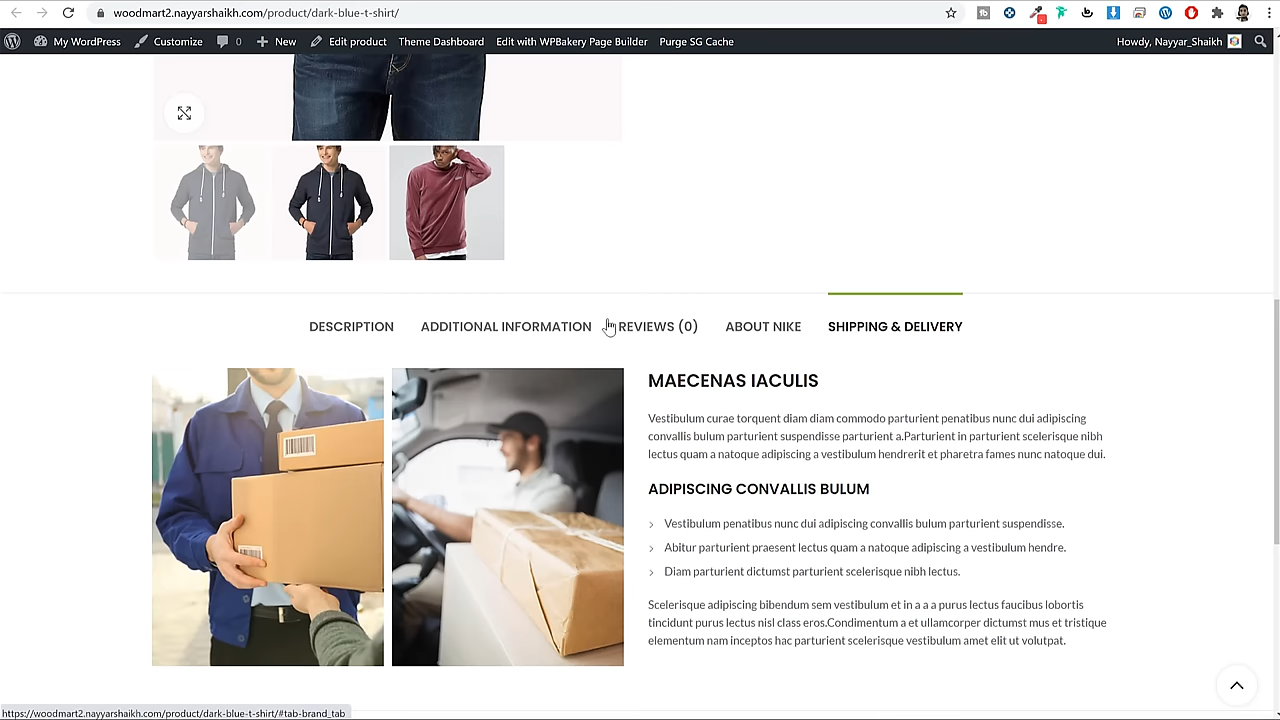 woodmart2.nayyarshaikh.com/product/dark-blue-t-shirt/
My WordPress Customize 0 New Edit product Theme Dashboard Edit with WPBakery Page Builder Purge SG Cache Howdy, Nayyar_Shaikh
DESCRIPTION ADDITIONAL INFORMATION REVIEWS (0) ABOUT NIKE SHIPPING & DELIVERY
MAECENAS IACULIS
Vestibulum curae torquent diam diam commodo parturient penatibus nunc dui adipiscing
convallis bulum parturient suspendisse parturient a.Parturient in parturient scelerisque nibh
lectus quam a natoque adipiscing a vestibulum hendrerit et pharetra fames nunc natoque dui.
ADIPISCING CONVALLIS BULUM
Vestibulum penatibus nunc dui adipiscing convallis bulum parturient suspendisse.
Abitur parturient praesent lectus quam a natoque adipiscing a vestibulum hendre.
Diam parturient dictumst parturient scelerisque nibh lectus.
Scelerisque adipiscing bibendum sem vestibulum et in a a a purus lectus faucibus lobortis
tincidunt purus lectus nisl class eros.Condimentum a et ullamcorper dictumst mus et tristique
elementum nam inceptos hac parturient scelerisque vestibulum amet elit ut volutpat.
https://woodmart2.nayyarshaikh.com/product/dark-blue-t-shirt/#tab-brand_tab